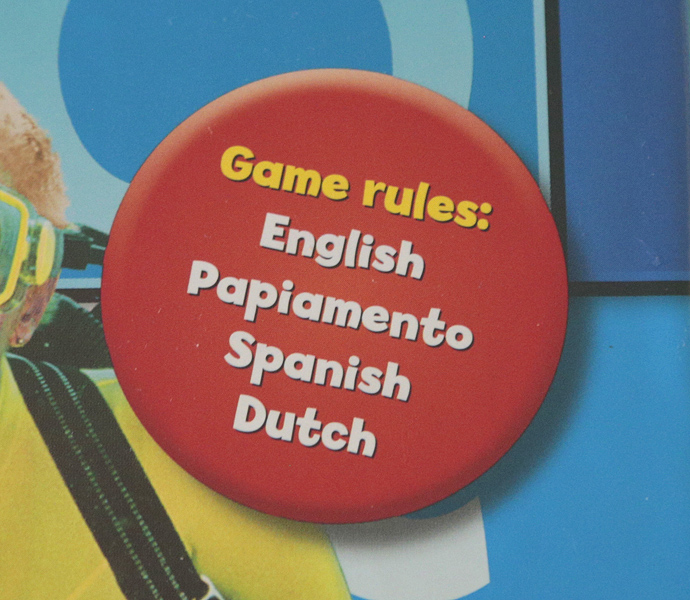 Game rules:
English
Papiamento
Spanish
Dutch